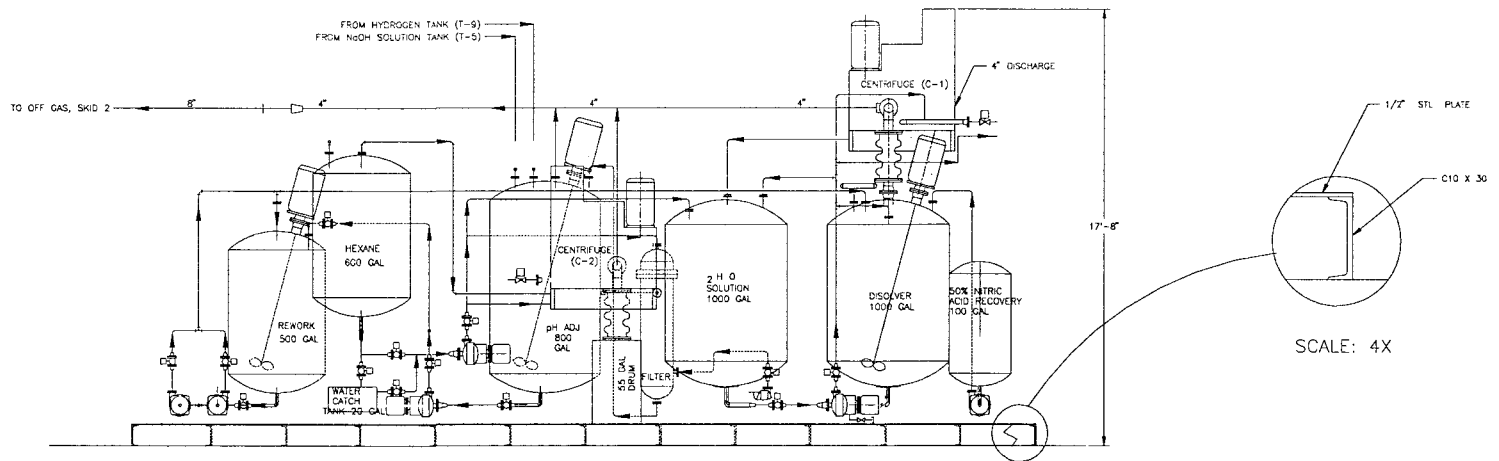 FROM HYDROGEN TANK (T-9)
FROM NaOH SOLUTION TANK (T-5)
4" DISCHARGE
CENTRIFUGE (C-1)
TO OFF GAS, SKID 2
8"
4"
4"
4"
1/2" STL PLATE
C10 X 30
17'-8"
HEXANE
600 GAL
CENTRIFUGE
(C-2)
2 H O
SOLUTION
1000 GAL
DISOLVER
1000 GAL
50% NITRIC
ACID RECOVERY
100 GAL
REWORK
500 GAL
pH ADJ
800
GAL
SCALE: 4X
55 GAL
DRUM
FILTER
WATER
CATCH
TANK 20 GAL